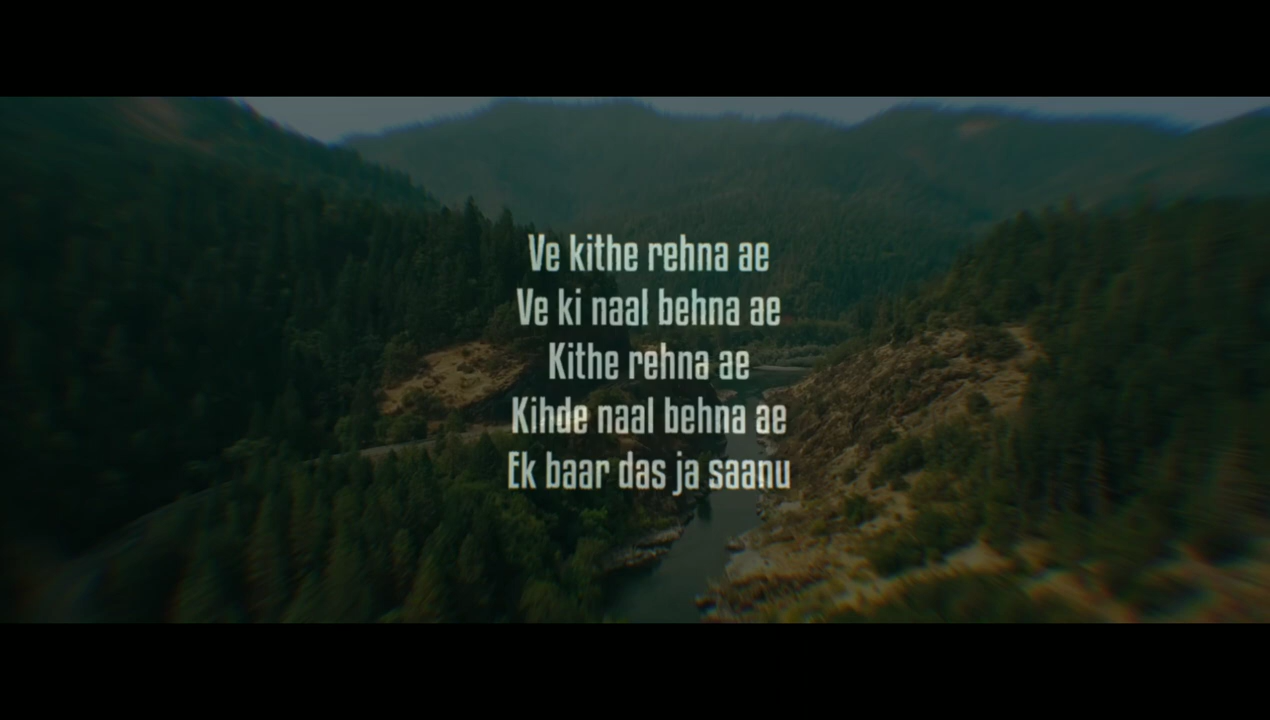 Ve kithe rehna ae
Ve ki naal behna ae
Kithe rehna ae
Kihde naal behna ae
Ek baar das ja saanu